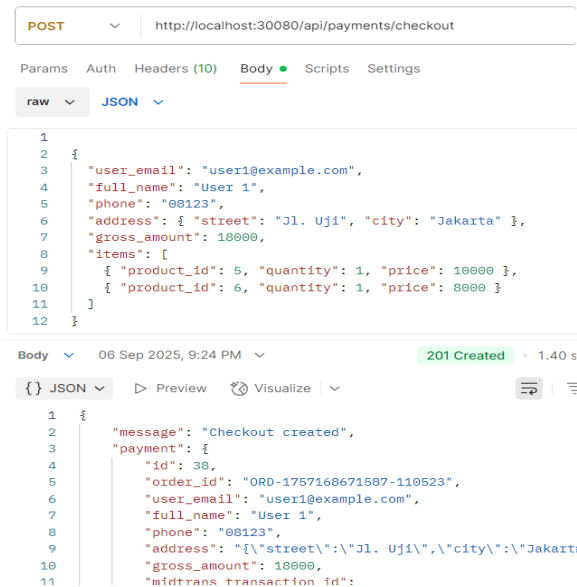 POST http://localhost:30080/api/payments/checkout
Params Auth Headers (10) Body Scripts Settings
raw JSON
1
2 {
3 "user_email": "user1@example.com",
4 "full_name": "User 1",
5 "phone": "08123",
6 "address": { "street": "Jl. Uji", "city": "Jakarta" },
7 "gross_amount": 18000,
8 "items": [
9 { "product_id": 5, "quantity": 1, "price": 10000 },
10 { "product_id": 6, "quantity": 1, "price": 8000 }
11 ]
12 }
Body 06 Sep 2025, 9:24 PM 201 Created 1.40 s
{} JSON Preview Visualize
1 {
2 "message": "Checkout created",
3 "payment": {
4 "id": 38,
5 "order_id": "ORD-1757168671587-110523",
6 "user_email": "user1@example.com",
7 "full_name": "User 1",
8 "phone": "08123",
9 "address": "{\"street\":\"Jl. Uji\",\"city\":\"Jakart
10 "gross_amount": 18000,
11 "midtrans_transaction_id":